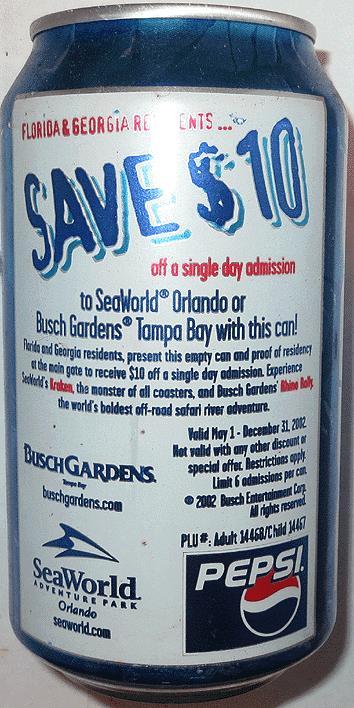 FLORIDA & GEORGIA RE ENTS ...
SAVE $10
off a single day admission
to SeaWorld® Orlando or
Busch Gardens® Tampa Bay with this can!
Florida and Georgia residents, present this empty can and proof of residency
at the main gate to receive $10 off a single day admission. Experience
SeaWorld's Kraken, the monster of all coasters, and Busch Gardens' Rhino Rally,
the world's boldest off-road safari river adventure.
Valid May 1 - December 31, 2002.
Not valid with any other discount or
special offer. Restrictions apply.
Limit 6 admissions per can.
© 2002 Busch Entertainment Corp.
All rights reserved.
BUSCH GARDENS.
Tampa Bay
buschgardens.com
PLU#: Adult 14468/Child 14467
SeaWorld
ADVENTURE PARK
Orlando
seaworld.com
PEPSI